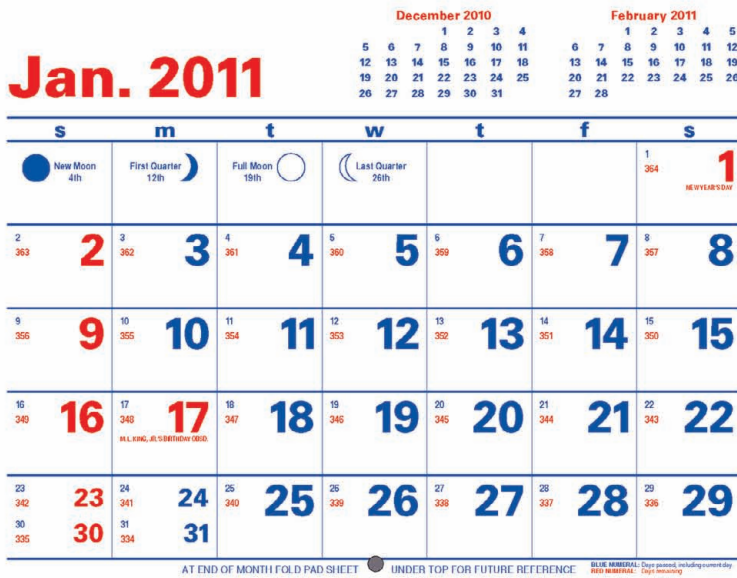 December 2010
1 2 3 4
5 6 7 8 9 10 11
12 13 14 15 16 17 18
19 20 21 22 23 24 25
26 27 28 29 30 31
February 2011
1 2 3 4 5
6 7 8 9 10 11 12
13 14 15 16 17 18 19
20 21 22 23 24 25 26
27 28
Jan. 2011
s m t w t f s
New Moon
4th
First Quarter
12th
Full Moon
19th
Last Quarter
26th
1
364
1
NEW YEAR'S DAY
2 3 4 5 6 7 8
2 3 4 5 6 7 8
363 362 361 360 359 358 357
9 10 11 12 13 14 15
9 10 11 12 13 14 15
356 355 354 353 352 351 350
16 17 18 19 20 21 22
16 17 18 19 20 21 22
349 348 347 346 345 344 343
M.L. KING, JR.'S BIRTHDAY OBSD.
23 24 25 26 27 28 29
23 24 25 26 27 28 29
342 341 340 339 338 337 336
30 31
30 31
335 334
AT END OF MONTH FOLD PAD SHEET UNDER TOP FOR FUTURE REFERENCE
BLUE NUMERAL: Days passed, including current day
RED NUMERAL: Days remaining